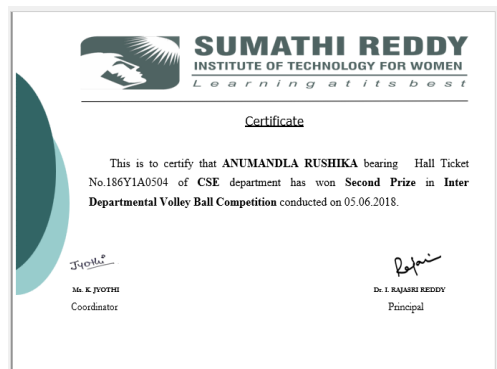 SUMATHI REDDY
INSTITUTE OF TECHNOLOGY FOR WOMEN
Learning at its best
Certificate
This is to certify that ANUMANDLA RUSHIKA bearing Hall Ticket
No.186Y1A0504 of CSE department has won Second Prize in Inter
Departmental Volley Ball Competition conducted on 05.06.2018.
Jyothi
Rajasri
Ms. K. JYOTHI
Dr. I. RAJASRI REDDY
Coordinator
Principal